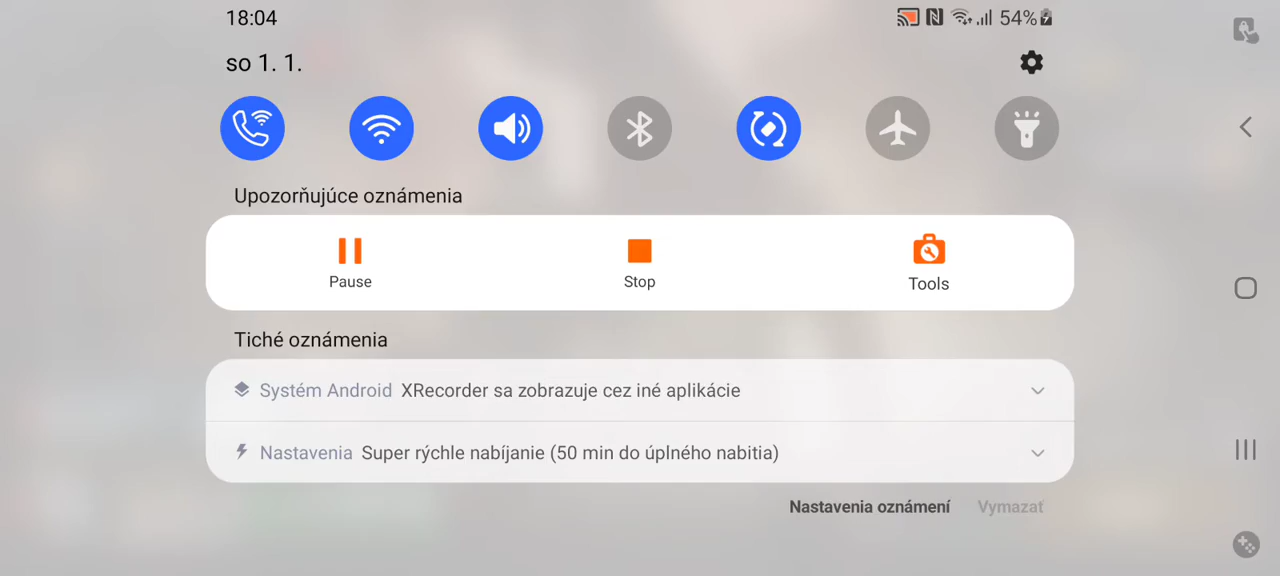 18:04
54%
so 1. 1.
Upozorňujúce oznámenia
Pause
Stop
Tools
Tiché oznámenia
Systém Android XRecorder sa zobrazuje cez iné aplikácie
Nastavenia Super rýchle nabíjanie (50 min do úplného nabitia)
Nastavenia oznámení Vymazať